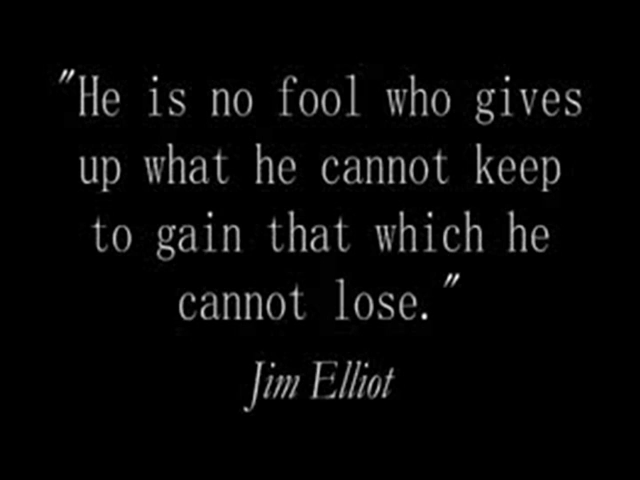 "He is no fool who gives
up what he cannot keep
to gain that which he
cannot lose."
Jim Elliot